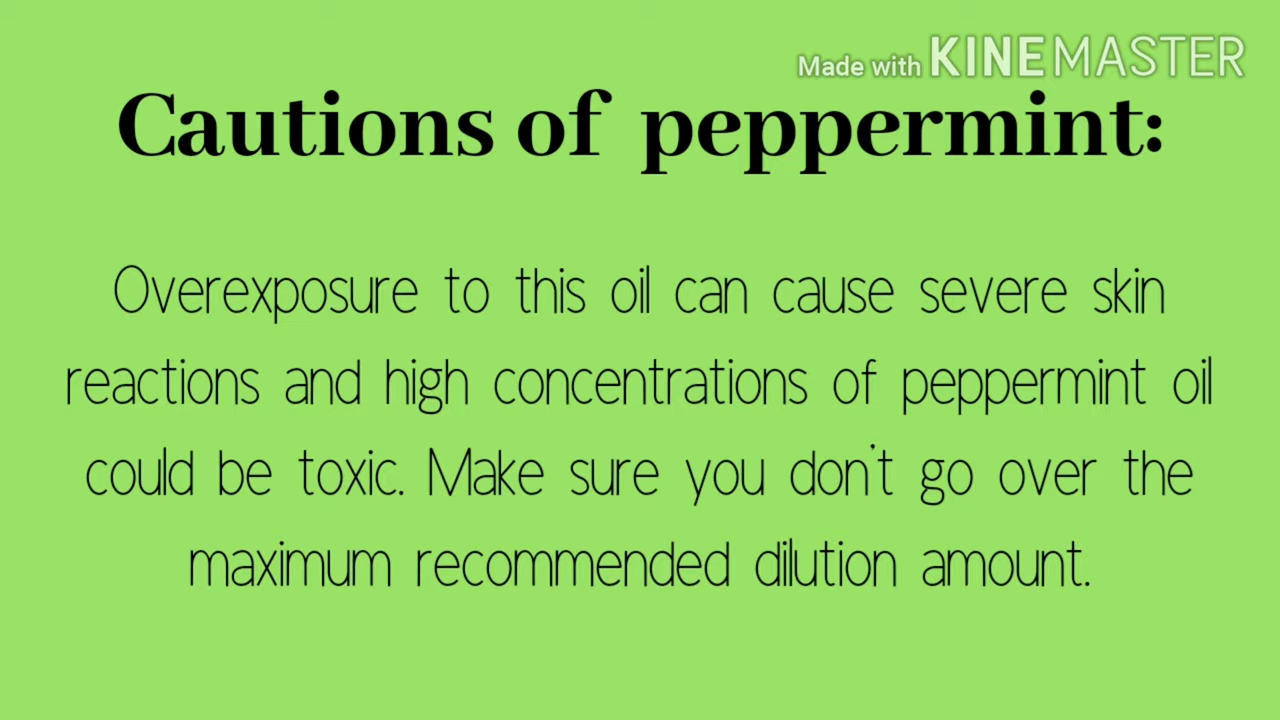 Made with KINEMASTER
Cautions of peppermint:
Overexposure to this oil can cause severe skin
reactions and high concentrations of peppermint oil
could be toxic. Make sure you don't go over the
maximum recommended dilution amount.